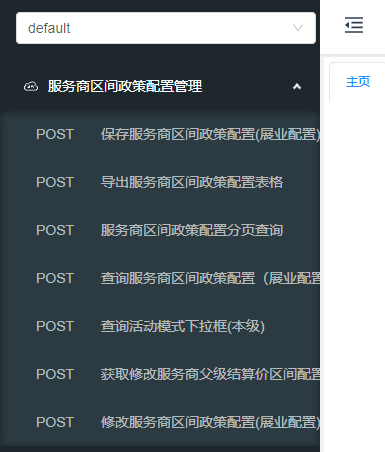 default
服务商区间政策配置管理
主页
POST 保存服务商区间政策配置(展业配置)
POST 导出服务商区间政策配置表格
POST 服务商区间政策配置分页查询
POST 查询服务商区间政策配置（展业配置
POST 查询活动模式下拉框(本级)
POST 获取修改服务商父级结算价区间配置
POST 修改服务商区间政策配置(展业配置)